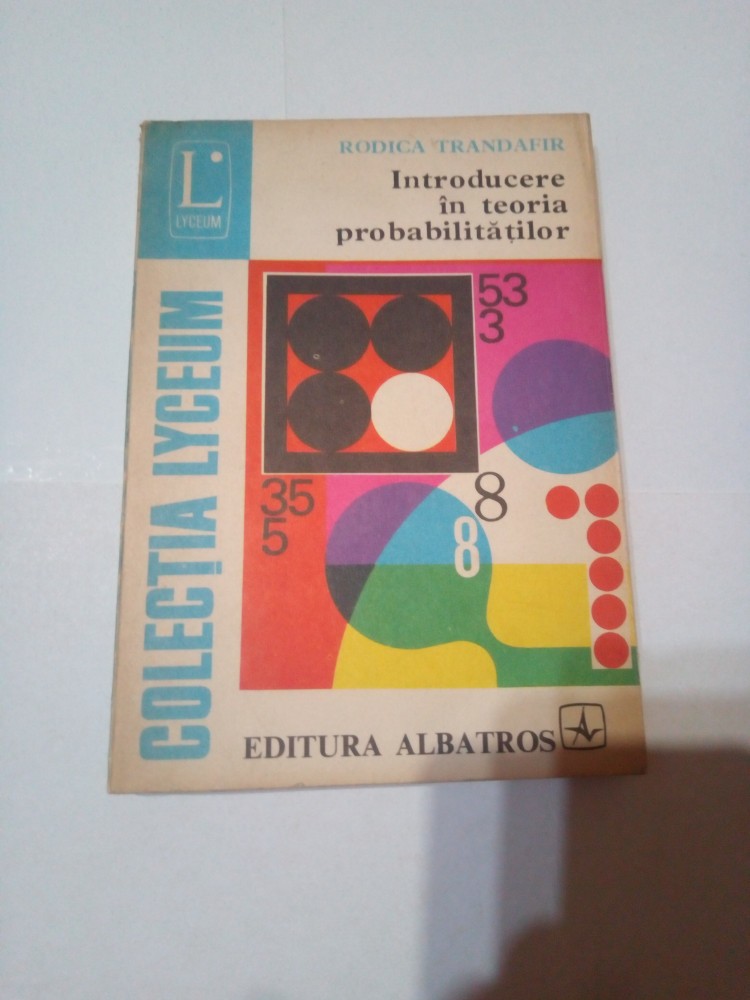 L
LYCEUM
RODICA TRANDAFIR
Introducere
în teoria
probabilităților
COLECȚIA LYCEUM
53
3
35
5
8
8
EDITURA ALBATROS